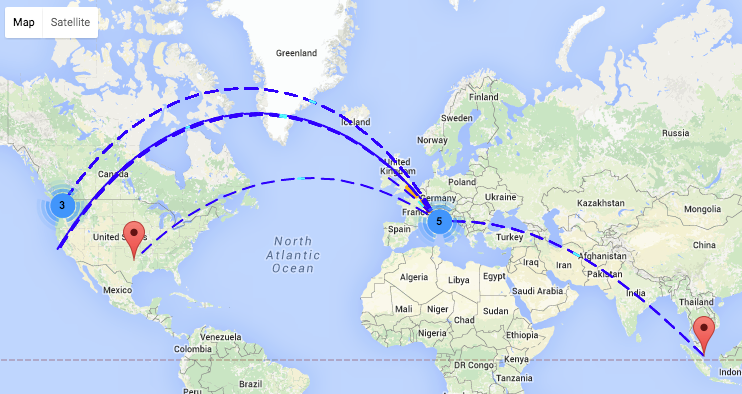 Map Satellite
Greenland
Finland
Iceland
Sweden
Russia
Norway
Canada
United
Kingdom
Poland
Germany
Ukraine
Kazakhstan
3
Mongolia
France
5
United
Spain
Turkey
China
North
Atlantic
Ocean
Afghanistan
Iraq
Iran
Pakistan
Algeria
Libya
Egypt
Mexico
Saudi Arabia
India
Thailand
Mali
Niger
Chad
Sudan
Nigeria
Ethiopia
Venezuela
Colombia
Kenya
DR Congo
Indon
Tanzania
Brazil
Peru